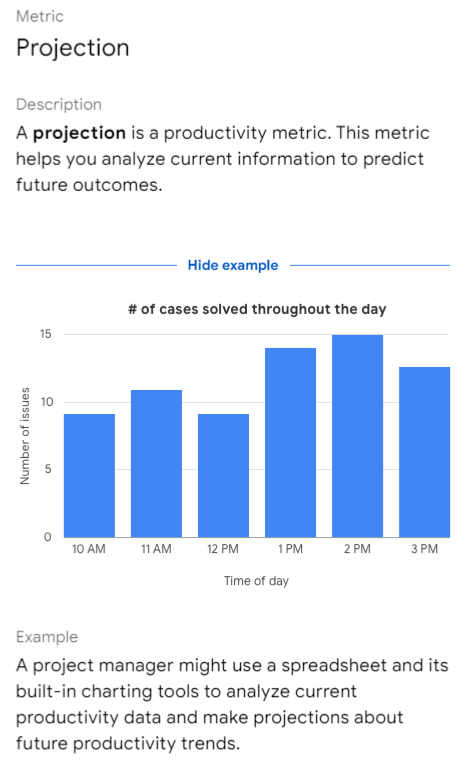 Metric
Projection
Description
A projection is a productivity metric. This metric
helps you analyze current information to predict
future outcomes.
Hide example
# of cases solved throughout the day
15
10
5
0
Number of issues
10 AM
11 AM
12 PM
1 PM
2 PM
3 PM
Time of day
Example
A project manager might use a spreadsheet and its
built-in charting tools to analyze current
productivity data and make projections about
future productivity trends.